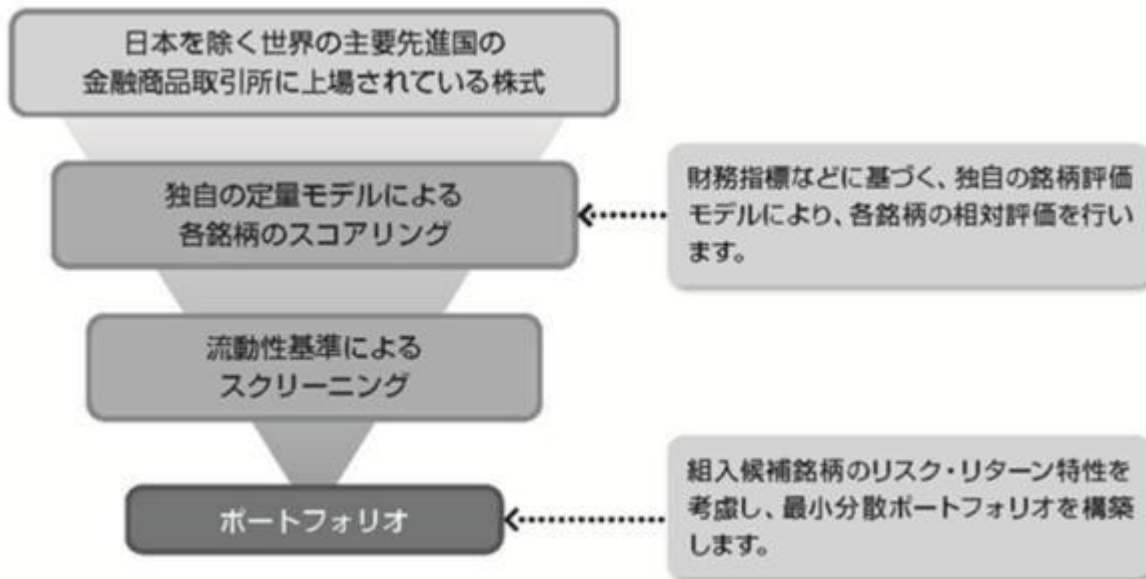 日本を除く世界の主要先進国の
金融商品取引所に上場されている株式
独自の定量モデルによる
各銘柄のスコアリング
財務指標などに基づく、独自の銘柄評価
モデルにより、各銘柄の相対評価を行い
ます。
流動性基準による
スクリーニング
ポートフォリオ
組入候補銘柄のリスク・リターン特性を
考慮し、最小分散ポートフォリオを構築
します。